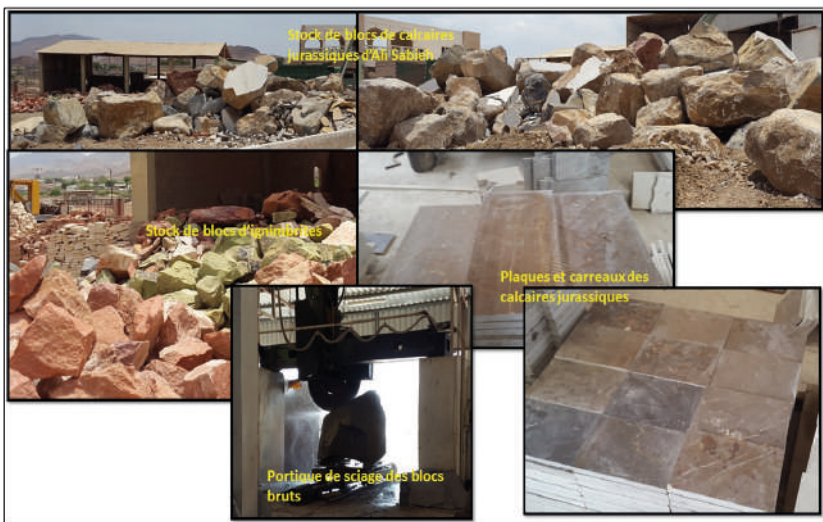 Stock de blocs de calcaires
jurassiques d'Ali Sabieh
Stock de blocs d'ignimbrites
Plaques et carreaux des
calcaires jurassiques
Portique de sciage des blocs
bruts